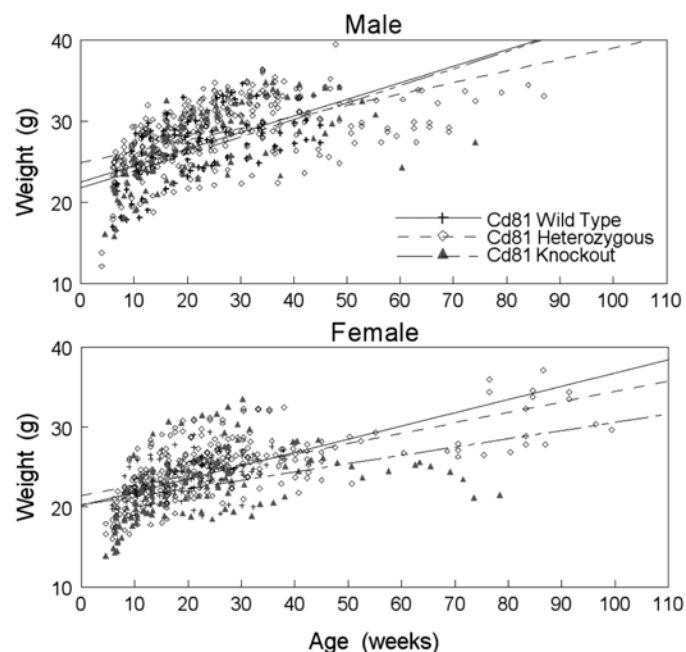 Male
Weight (g)
40
30
20
10
0 10 20 30 40 50 60 70 80 90 100 110
Cd81 Wild Type
Cd81 Heterozygous
Cd81 Knockout
Female
Weight (g)
40
30
20
10
0 10 20 30 40 50 60 70 80 90 100 110
Age (weeks)